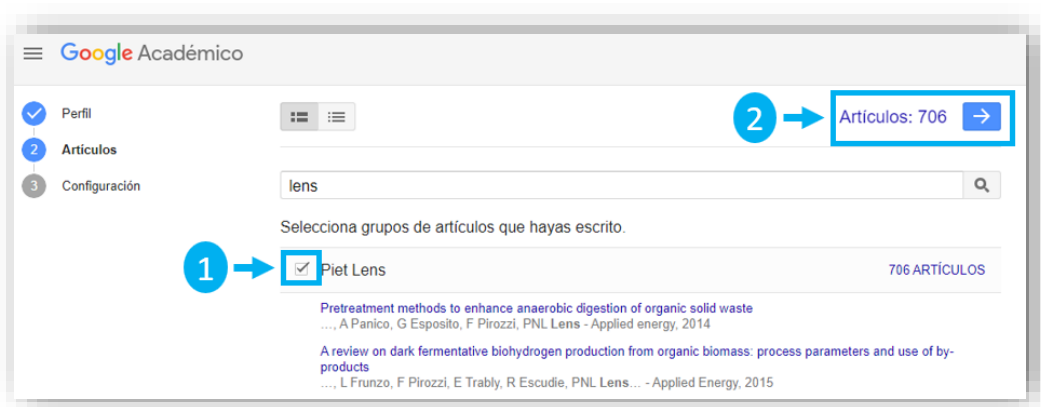 Google Académico
Perfil
2 Artículos
3 Configuración
2
Artículos: 706
lens
Selecciona grupos de artículos que hayas escrito.
1
Piet Lens
706 ARTÍCULOS
Pretreatment methods to enhance anaerobic digestion of organic solid waste
..., A Panico, G Esposito, F Pirozzi, PNL Lens - Applied energy, 2014
A review on dark fermentative biohydrogen production from organic biomass: process parameters and use of by-
products
..., L Frunzo, F Pirozzi, E Trably, R Escudie, PNL Lens... - Applied Energy, 2015